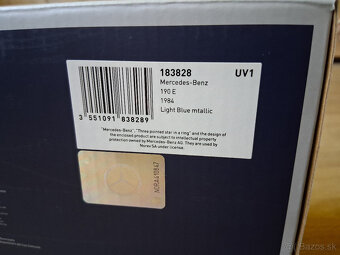 183828 UV1
Mercedes-Benz
190 E
1984
Light Blue mtallic
3 551091 838289
"Mercedes-Benz", "Three pointed star in a ring" and the design of
the enclosed product are subject to intellectual property
protection owned by Mercedes-Benz AG. They are used by
Norev SA under license.
NORA410847
bazos.sk